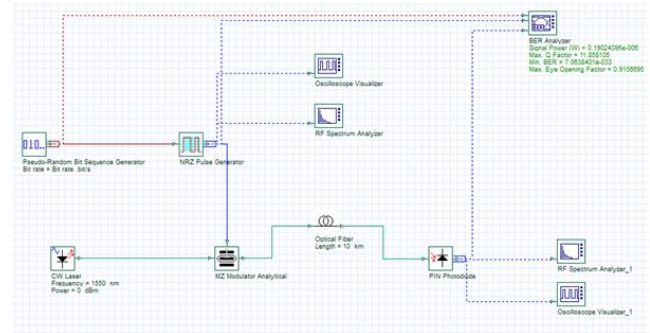 BER Analyzer
Signal Power (W) = 0.19024096e-006
Max. Q Factor = 11.858105
Min. BER = 7.0638401e-033
Max. Eye Opening Factor = 0.9156695
Oscilloscope Visualizer
RF Spectrum Analyzer
010..
Pseudo-Random Bit Sequence Generator
Bit rate = Bit rate bit/s
NRZ Pulse Generator
Optical Fiber
Length = 10 km
CW Laser
Frequency = 1550 nm
Power = 0 dBm
MZ Modulator Analytical
PIN Photodiode
RF Spectrum Analyzer_1
Oscilloscope Visualizer_1